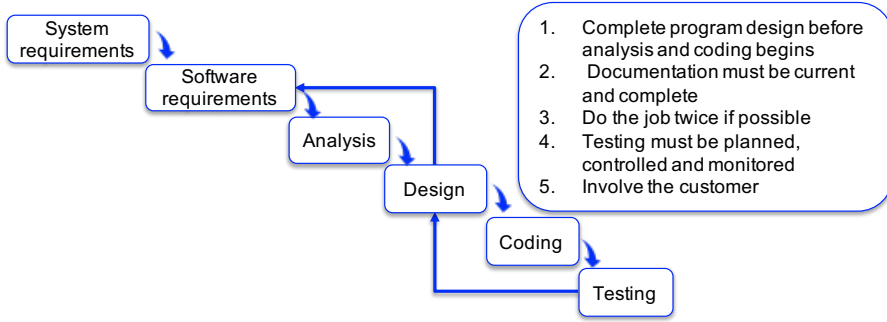 System
requirements
Software
requirements
Analysis
Design
Coding
Testing
1. Complete program design before
analysis and coding begins
2. Documentation must be current
and complete
3. Do the job twice if possible
4. Testing must be planned,
controlled and monitored
5. Involve the customer